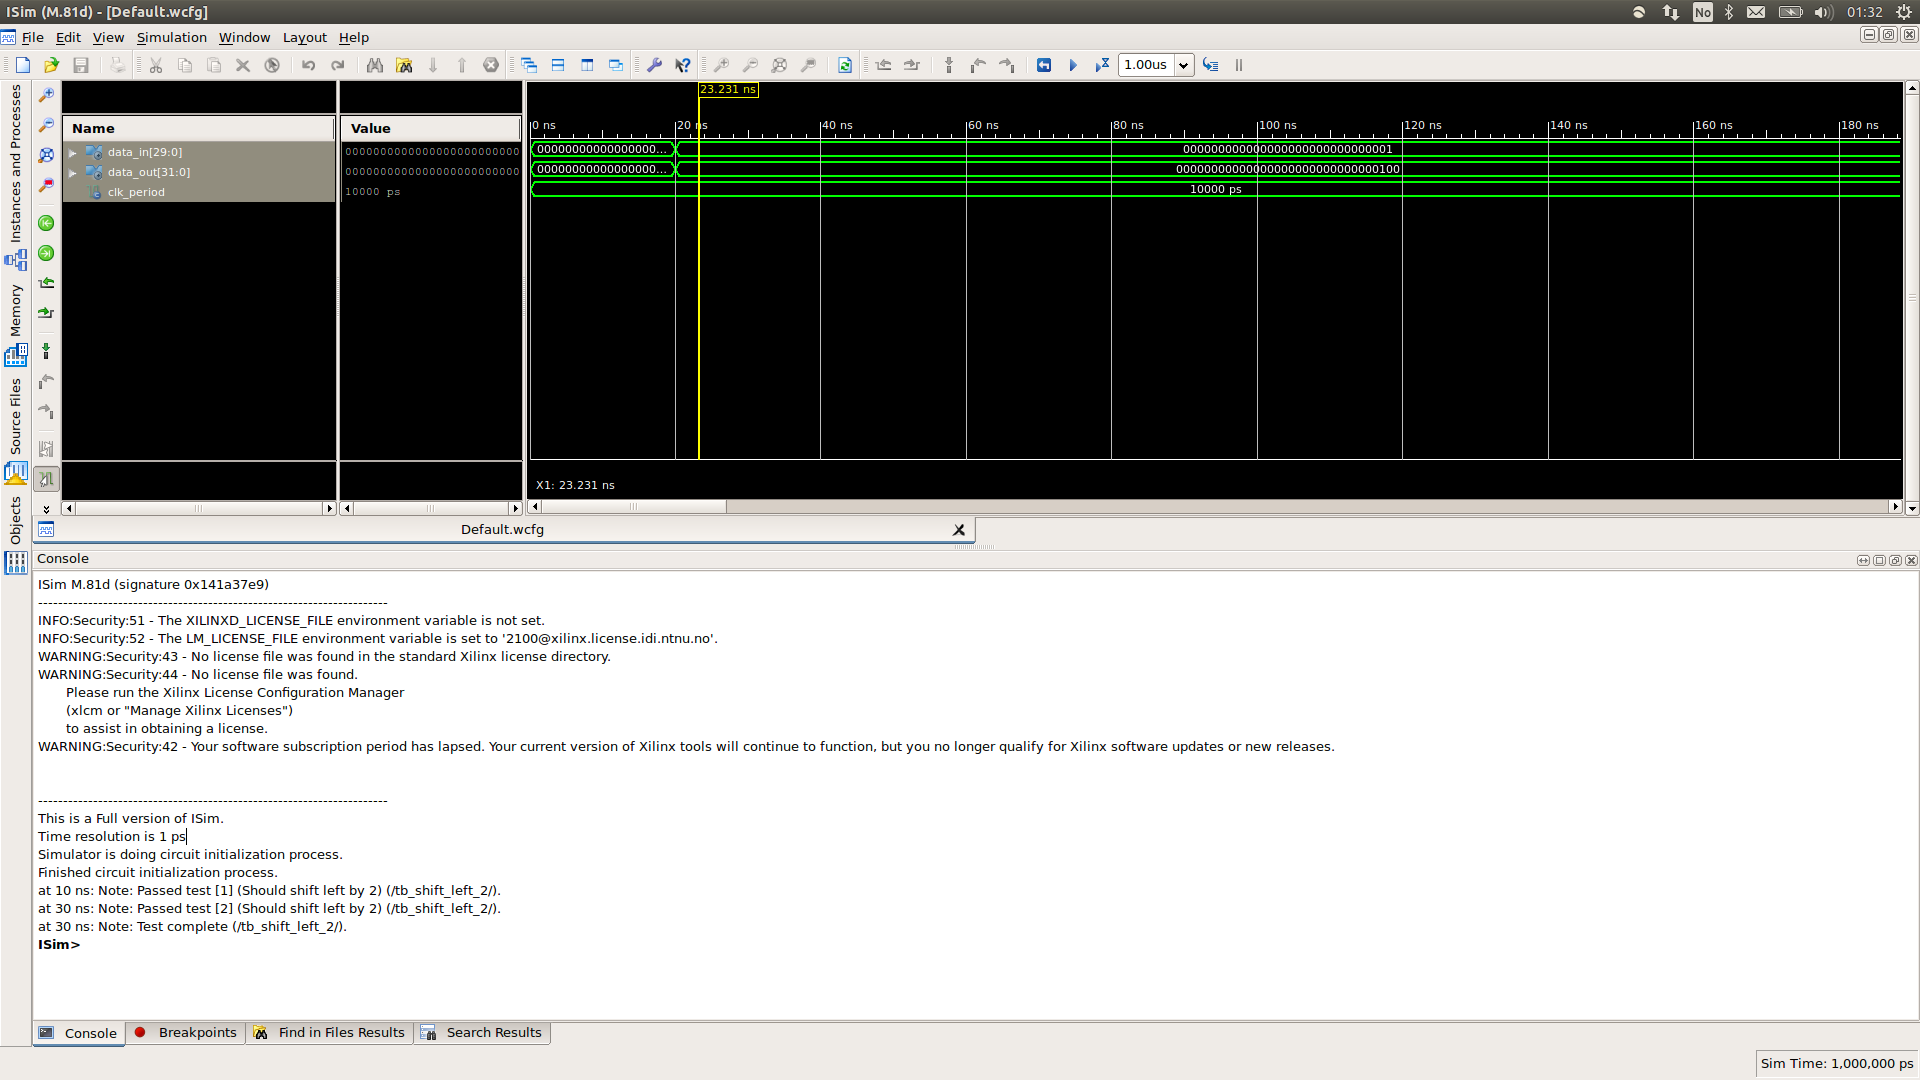 ISim (M.81d) - [Default.wcfg]
No
01:32
File Edit View Simulation Window Layout Help
1.00us
Instances and Processes
Memory
Source Files
Objects
Name
Value
data_in[29:0]
data_out[31:0]
clk_period
10000 ps
23.231 ns
0 ns 20 ns 40 ns 60 ns 80 ns 100 ns 120 ns 140 ns 160 ns 180 ns
000000000000000000000000000001
00000000000000000000000000000100
10000 ps
X1: 23.231 ns
Default.wcfg
Console
ISim M.81d (signature 0x141a37e9)
----------------------------------------------------------------------
INFO:Security:51 - The XILINXD_LICENSE_FILE environment variable is not set.
INFO:Security:52 - The LM_LICENSE_FILE environment variable is set to '2100@xilinx.license.idi.ntnu.no'.
WARNING:Security:43 - No license file was found in the standard Xilinx license directory.
WARNING:Security:44 - No license file was found.
Please run the Xilinx License Configuration Manager
(xlcm or "Manage Xilinx Licenses")
to assist in obtaining a license.
WARNING:Security:42 - Your software subscription period has lapsed. Your current version of Xilinx tools will continue to function, but you no longer qualify for Xilinx software updates or new releases.
----------------------------------------------------------------------
This is a Full version of ISim.
Time resolution is 1 ps
Simulator is doing circuit initialization process.
Finished circuit initialization process.
at 10 ns: Note: Passed test [1] (Should shift left by 2) (/tb_shift_left_2/).
at 30 ns: Note: Passed test [2] (Should shift left by 2) (/tb_shift_left_2/).
at 30 ns: Note: Test complete (/tb_shift_left_2/).
ISim>
Console
Breakpoints
Find in Files Results
Search Results
Sim Time: 1,000,000 ps